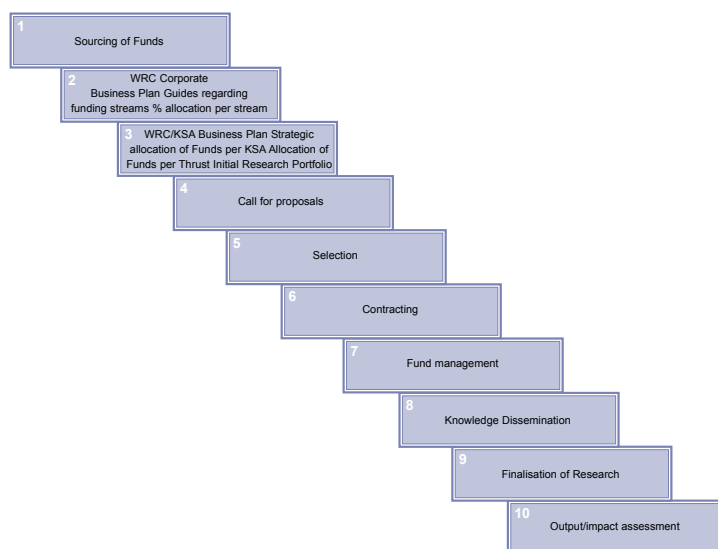 1
Sourcing of Funds
2
WRC Corporate
Business Plan Guides regarding
funding streams % allocation per stream
3
WRC/KSA Business Plan Strategic
allocation of Funds per KSA Allocation of
Funds per Thrust Initial Research Portfolio
4
Call for proposals
5
Selection
6
Contracting
7
Fund management
8
Knowledge Dissemination
9
Finalisation of Research
10
Output/impact assessment